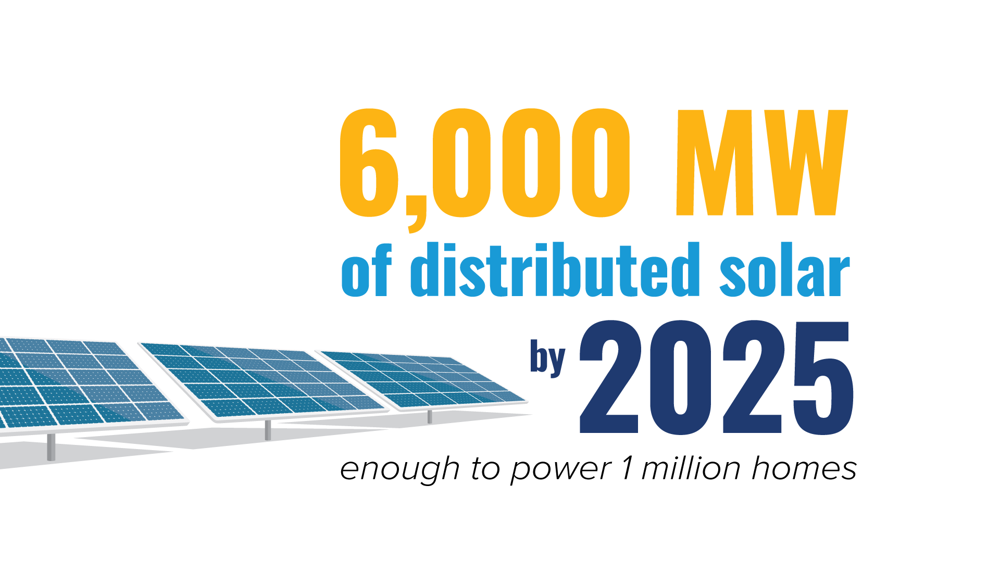 6,000 MW
of distributed solar
by 2025
enough to power 1 million homes